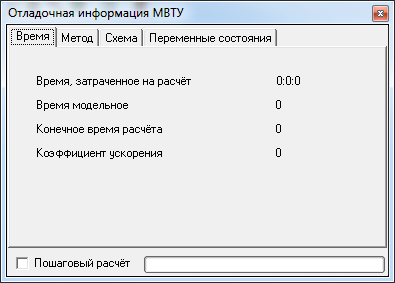 Отладочная информация МВТУ
Время Метод Схема Переменные состояния
Время, затраченное на расчёт 0:0:0
Время модельное 0
Конечное время расчёта 0
Коэффициент ускорения 0
Пошаговый расчёт